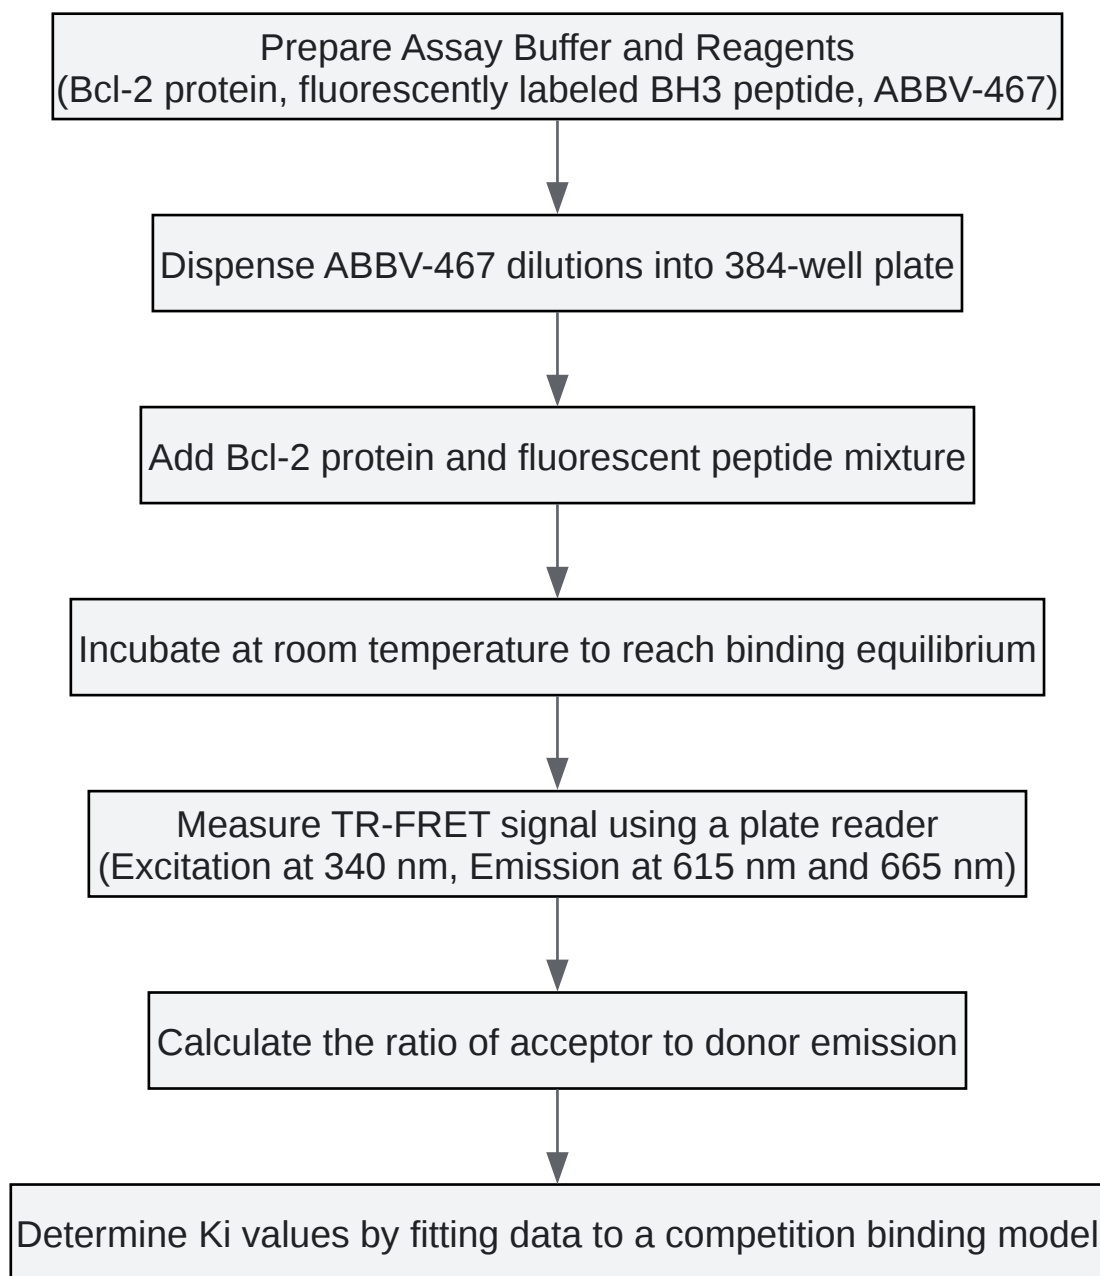 Prepare Assay Buffer and Reagents
(Bcl-2 protein, fluorescently labeled BH3 peptide, ABBV-467)
Dispense ABBV-467 dilutions into 384-well plate
Add Bcl-2 protein and fluorescent peptide mixture
Incubate at room temperature to reach binding equilibrium
Measure TR-FRET signal using a plate reader
(Excitation at 340 nm, Emission at 615 nm and 665 nm)
Calculate the ratio of acceptor to donor emission
Determine Ki values by fitting data to a competition binding model